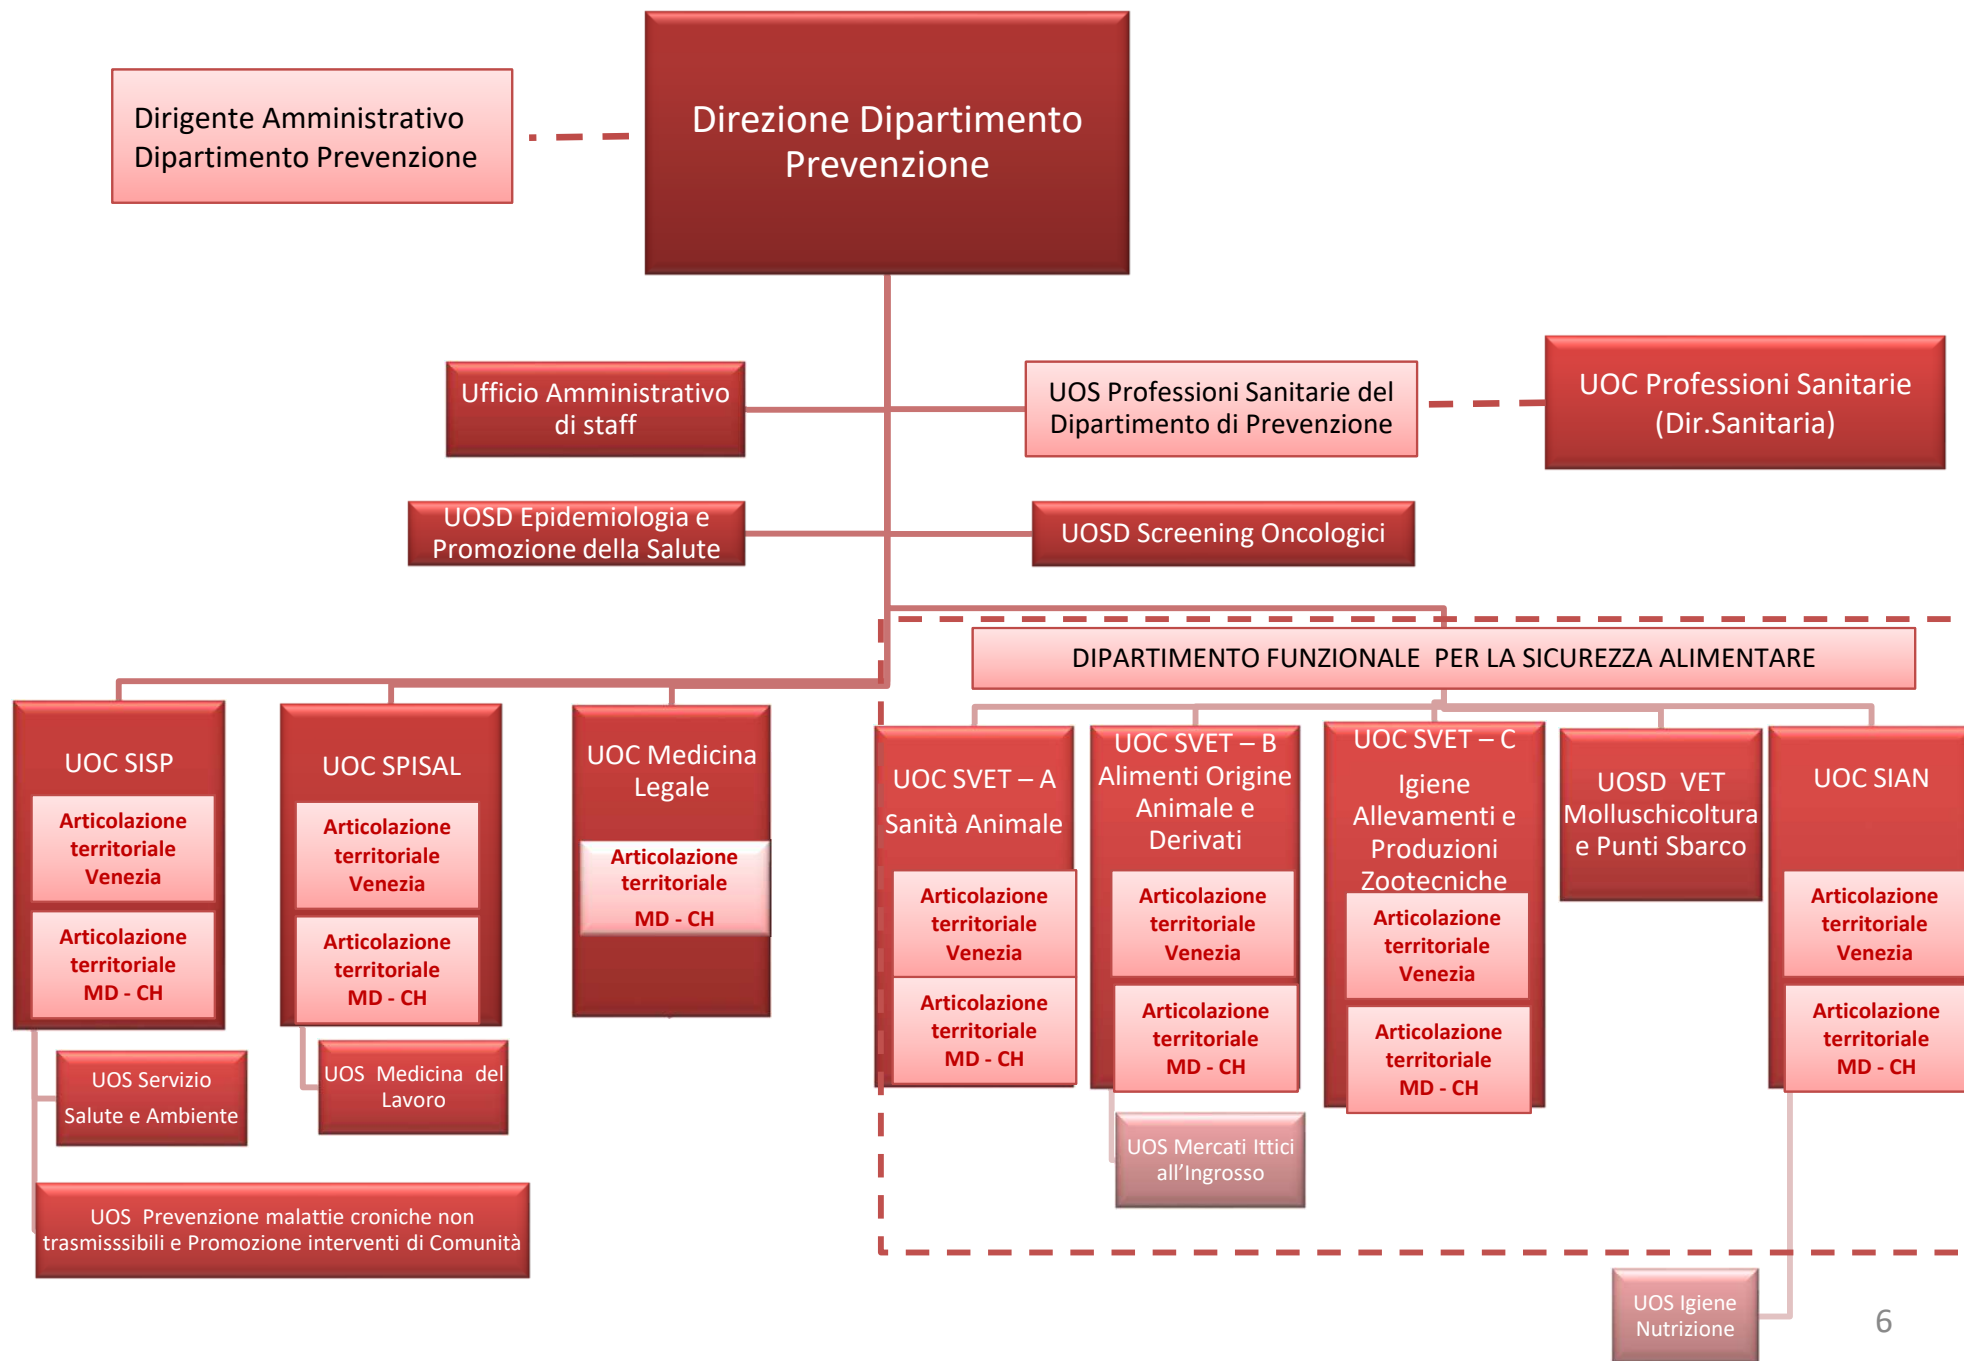 Dirigente Amministrativo
Dipartimento Prevenzione
Direzione Dipartimento
Prevenzione
Ufficio Amministrativo
di staff
UOS Professioni Sanitarie del
Dipartimento di Prevenzione
UOC Professioni Sanitarie
(Dir.Sanitaria)
UOSD Epidemiologia e
Promozione della Salute
UOSD Screening Oncologici
DIPARTIMENTO FUNZIONALE PER LA SICUREZZA ALIMENTARE
UOC SISP
Articolazione
territoriale
Venezia
Articolazione
territoriale
MD - CH
UOS Servizio
Salute e Ambiente
UOS Prevenzione malattie croniche non
trasmisssibili e Promozione interventi di Comunità
UOC SPISAL
Articolazione
territoriale
Venezia
Articolazione
territoriale
MD - CH
UOS Medicina del
Lavoro
UOC Medicina
Legale
Articolazione
territoriale
MD - CH
UOC SVET – A
Sanità Animale
Articolazione
territoriale
Venezia
Articolazione
territoriale
MD - CH
UOC SVET – B
Alimenti Origine
Animale e
Derivati
Articolazione
territoriale
Venezia
Articolazione
territoriale
MD - CH
UOS Mercati Ittici
all'Ingrosso
UOC SVET – C
Igiene
Allevamenti e
Produzioni
Zootecniche
Articolazione
territoriale
Venezia
Articolazione
territoriale
MD - CH
UOSD VET
Molluschicoltura
e Punti Sbarco
UOC SIAN
Articolazione
territoriale
Venezia
Articolazione
territoriale
MD - CH
UOS Igiene
Nutrizione
6